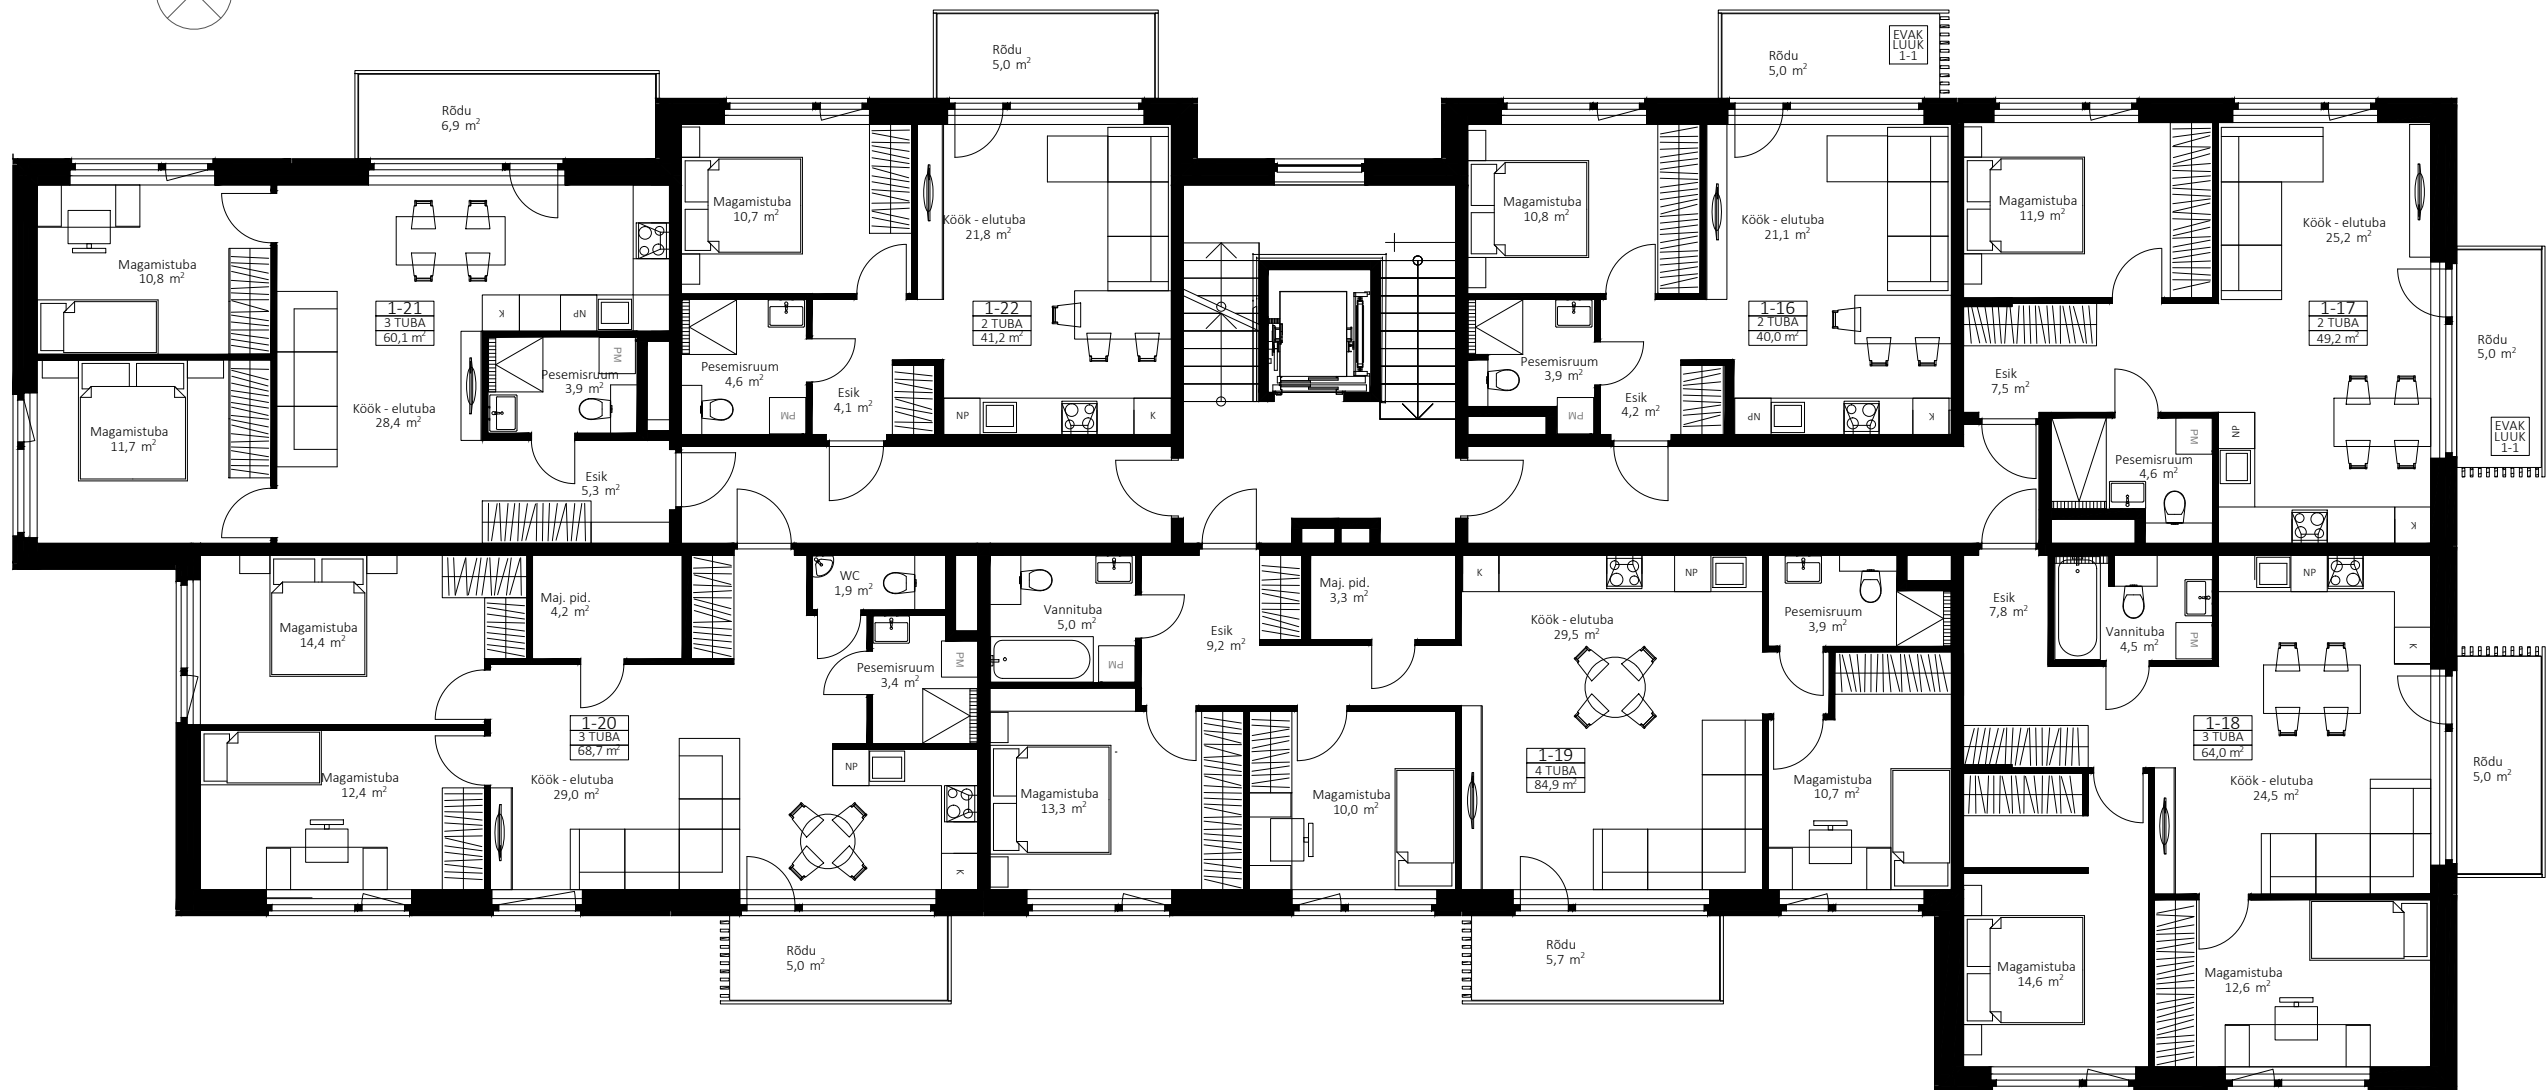 Rõdu
5,0 m²
Rõdu
5,0 m²
EVAK
LUUK
1-1
Rõdu
6,9 m²
Magamistuba
10,8 m²
Magamistuba
11,7 m²
1-21
3 TUBA
60,1 m²
Köök - elutuba
28,4 m²
K
NP
PM
Pesemisruum
3,9 m²
Esik
5,3 m²
Magamistuba
10,7 m²
Köök - elutuba
21,8 m²
1-22
2 TUBA
41,2 m²
Pesemisruum
4,6 m²
PM
Esik
4,1 m²
NP
K
Magamistuba
10,8 m²
Köök - elutuba
21,1 m²
1-16
2 TUBA
40,0 m²
Pesemisruum
3,9 m²
PM
Esik
4,2 m²
NP
K
Magamistuba
11,9 m²
Köök - elutuba
25,2 m²
1-17
2 TUBA
49,2 m²
Esik
7,5 m²
Pesemisruum
4,6 m²
PM
NP
K
Rõdu
5,0 m²
EVAK
LUUK
1-1
Magamistuba
14,4 m²
Maj. pid.
4,2 m²
WC
1,9 m²
Pesemisruum
3,4 m²
PM
1-20
3 TUBA
68,7 m²
Magamistuba
12,4 m²
Köök - elutuba
29,0 m²
NP
K
Rõdu
5,0 m²
Vannituba
5,0 m²
PM
Esik
9,2 m²
Maj. pid.
3,3 m²
K
NP
Köök - elutuba
29,5 m²
Pesemisruum
3,9 m²
1-19
4 TUBA
84,9 m²
Magamistuba
13,3 m²
Magamistuba
10,0 m²
Magamistuba
10,7 m²
Rõdu
5,7 m²
Esik
7,8 m²
Vannituba
4,5 m²
PM
NP
K
1-18
3 TUBA
64,0 m²
Köök - elutuba
24,5 m²
Rõdu
5,0 m²
Magamistuba
14,6 m²
Magamistuba
12,6 m²